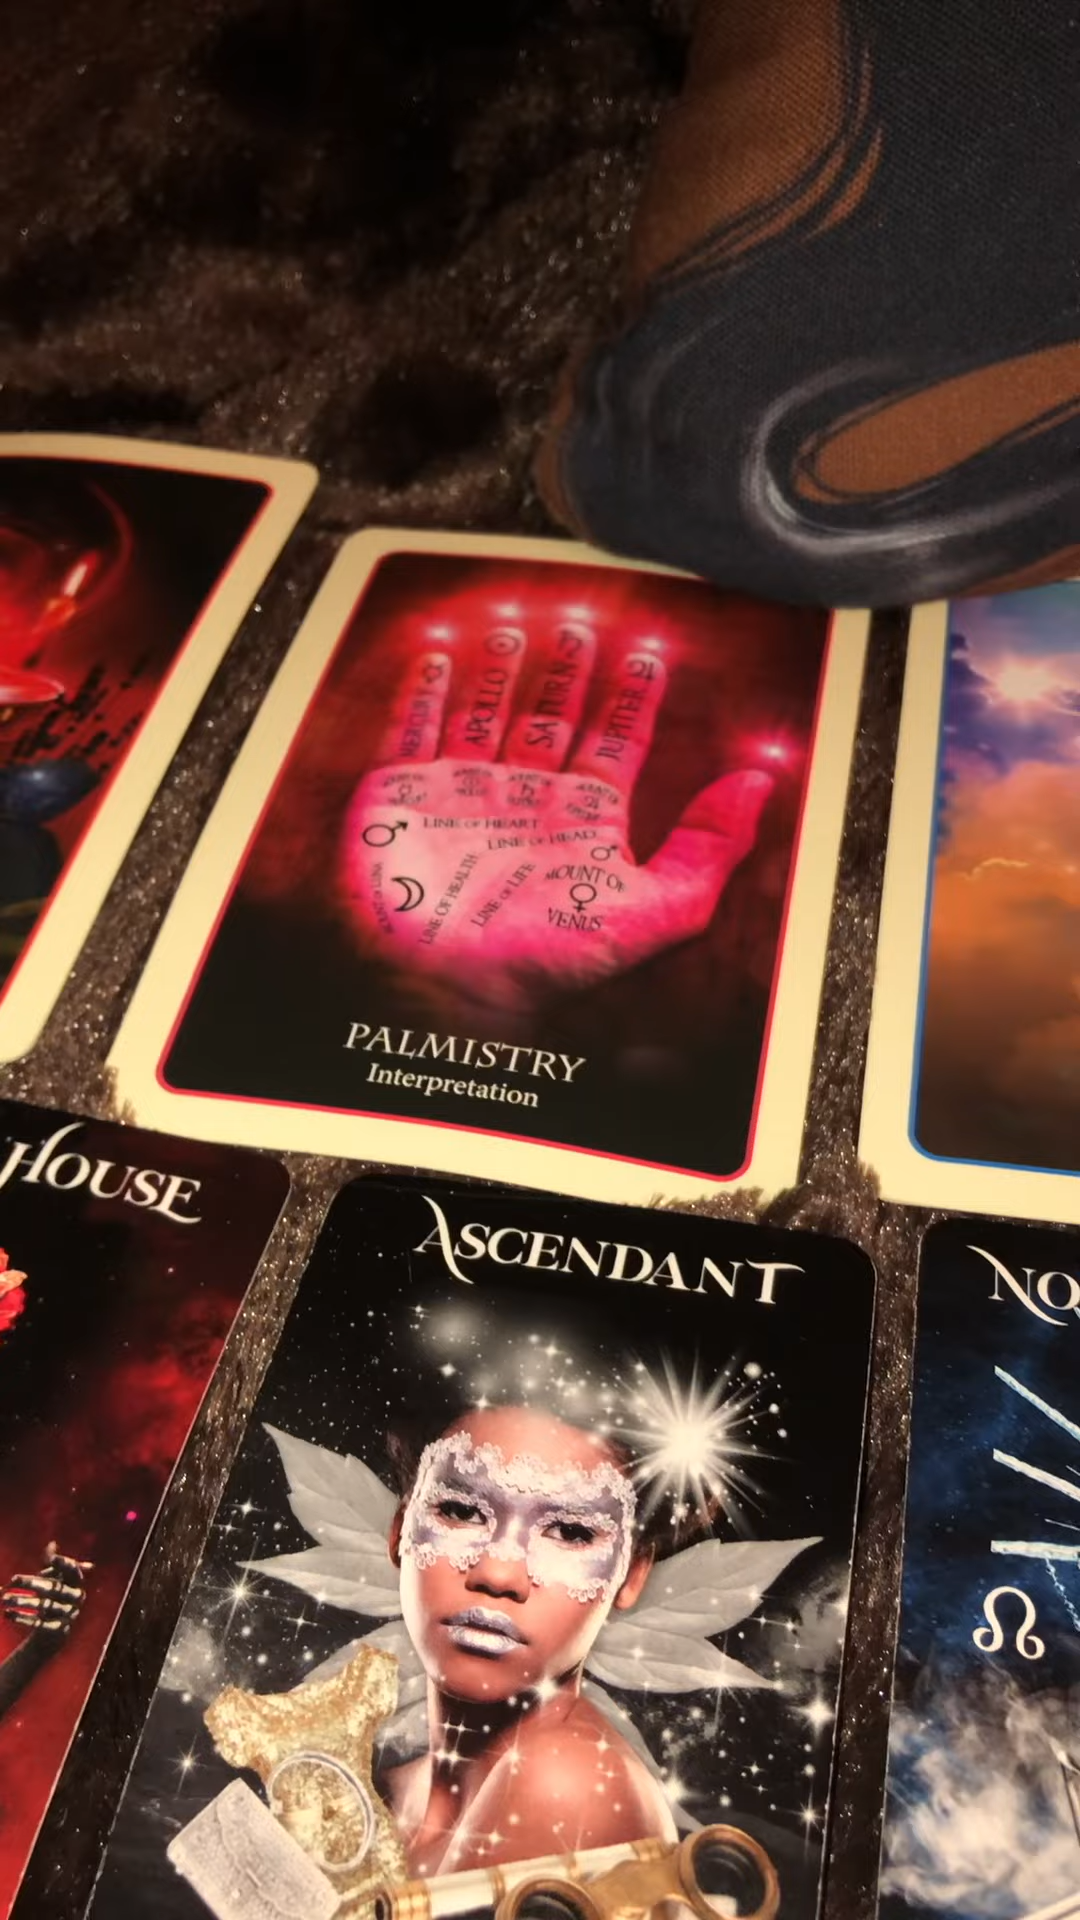 MERCURY ☿
APOLLO ☉
SATURN ♄
JUPITER ♃
LINE OF HEART
LINE OF HEAD
LINE OF HEALTH
LINE OF LIFE
MOUNT OF
VENUS
PALMISTRY
Interpretation
HOUSE
ASCENDANT
NO